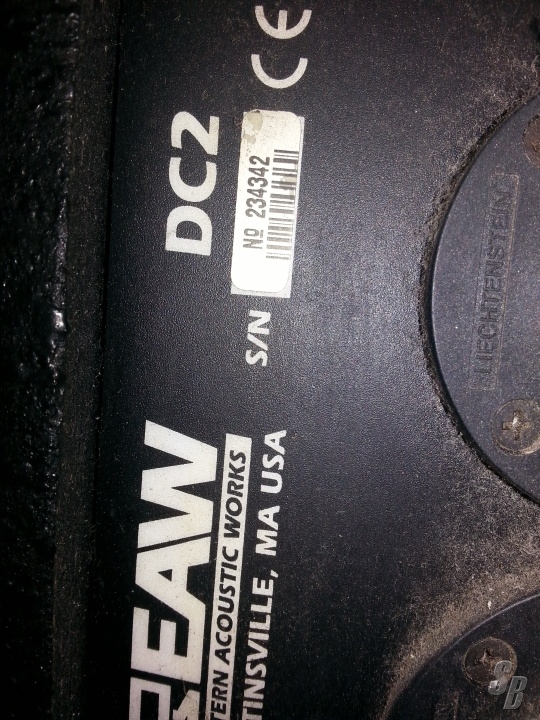 DC2
CE
S/N
№ 234342
EAW
TERN ACOUSTIC WORKS
TINSVILLE, MA USA
LIECHTENSTEIN
SB